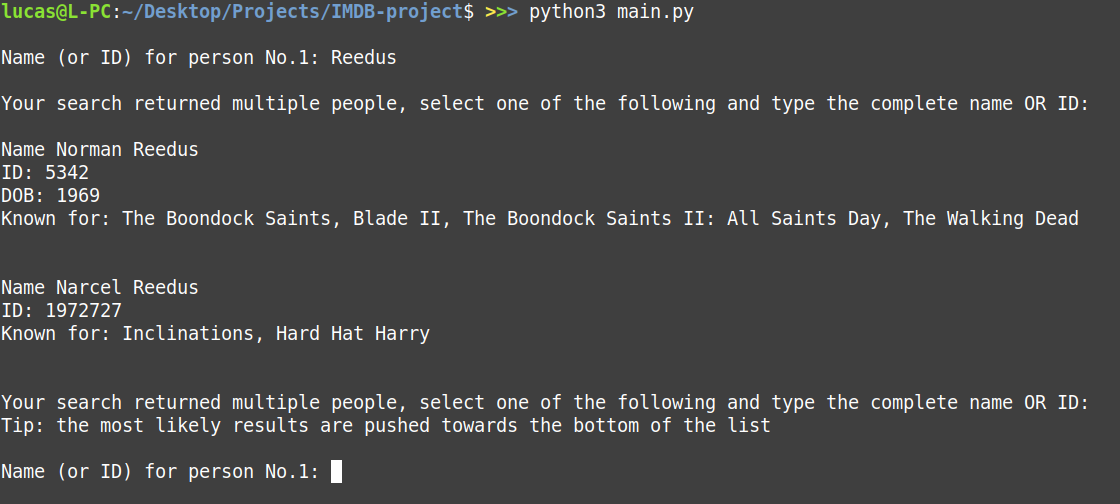 lucas@L-PC:~/Desktop/Projects/IMDB-project$ >>> python3 main.py
Name (or ID) for person No.1: Reedus
Your search returned multiple people, select one of the following and type the complete name OR ID:
Name Norman Reedus
ID: 5342
DOB: 1969
Known for: The Boondock Saints, Blade II, The Boondock Saints II: All Saints Day, The Walking Dead
Name Narcel Reedus
ID: 1972727
Known for: Inclinations, Hard Hat Harry
Your search returned multiple people, select one of the following and type the complete name OR ID:
Tip: the most likely results are pushed towards the bottom of the list
Name (or ID) for person No.1: